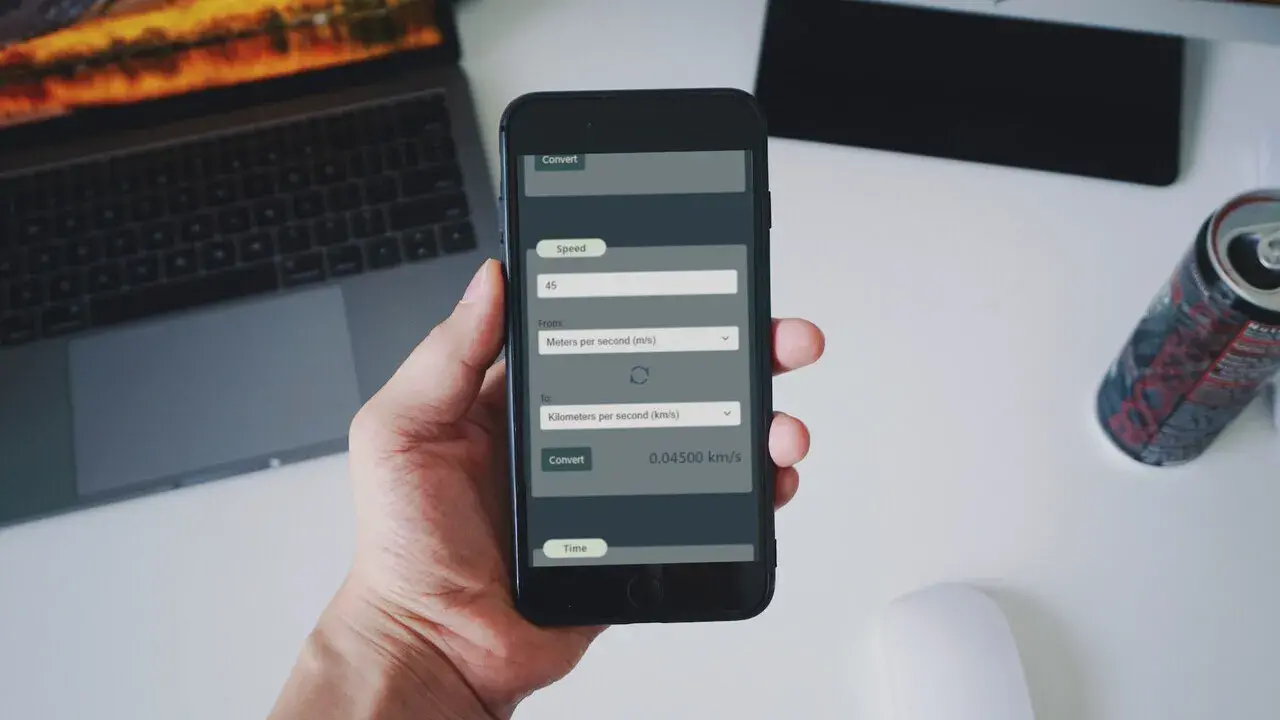 Convert
Speed
45
From:
Meters per second (m/s)
To:
Kilometers per second (km/s)
Convert
0.04500 km/s
Time